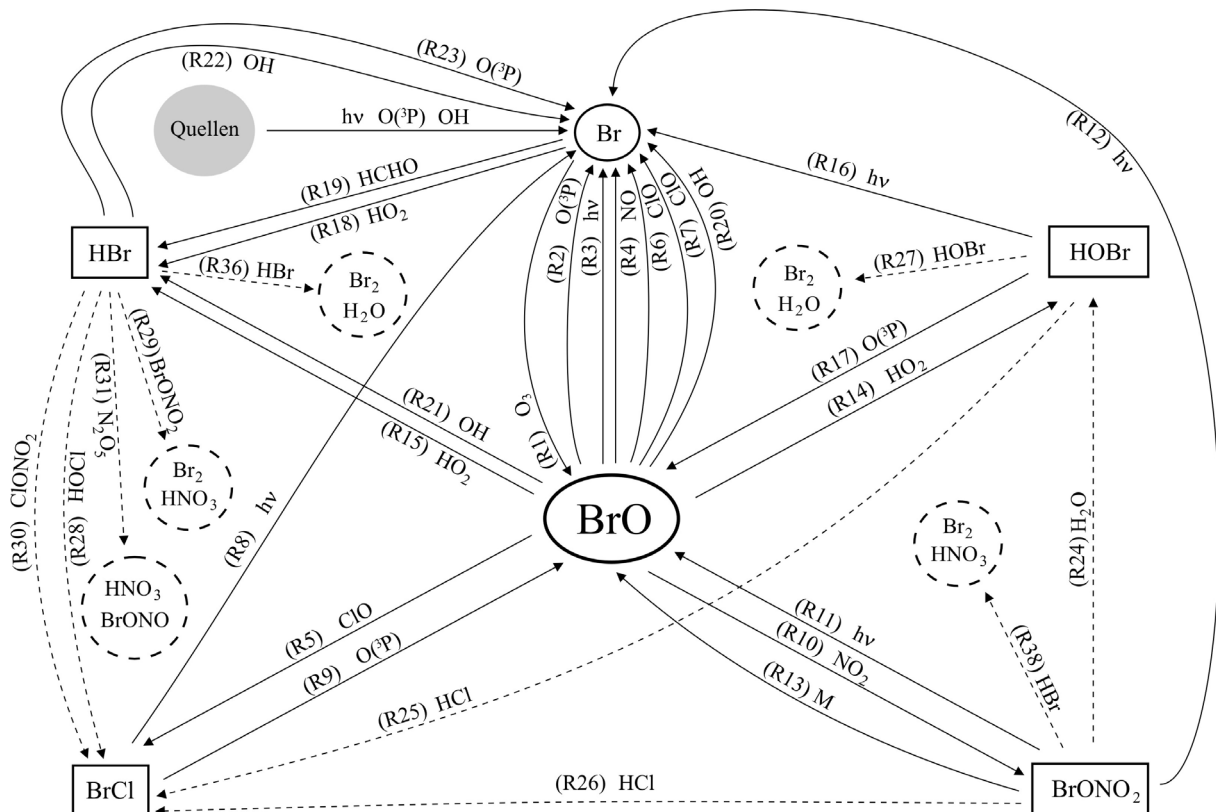 (R23) O(³P)
(R22) OH
Quellen
hν O(³P) OH
Br
(R12) hν
(R16) hν
(R19) HCHO
(R18) HO₂
(R2) O(³P)
(R3) hν
(R4) NO
(R6) ClO
(R7) ClO
(R20) OH
HBr
(R36) HBr
Br₂
H₂O
Br₂
H₂O
(R27) HOBr
HOBr
(R29)BrONO₂
(R31) N₂O₅
(R28) HOCl
(R30) ClONO₂
(R21) OH
(R15) HO₂
(R1) O₃
(R17) O(³P)
(R14) HO₂
Br₂
HNO₃
(R8) hν
BrO
Br₂
HNO₃
(R24)H₂O
HNO₃
BrONO
(R5) ClO
(R9) O(³P)
(R11) hν
(R10) NO₂
(R13) M
(R38) HBr
(R25) HCl
BrCl
(R26) HCl
BrONO₂